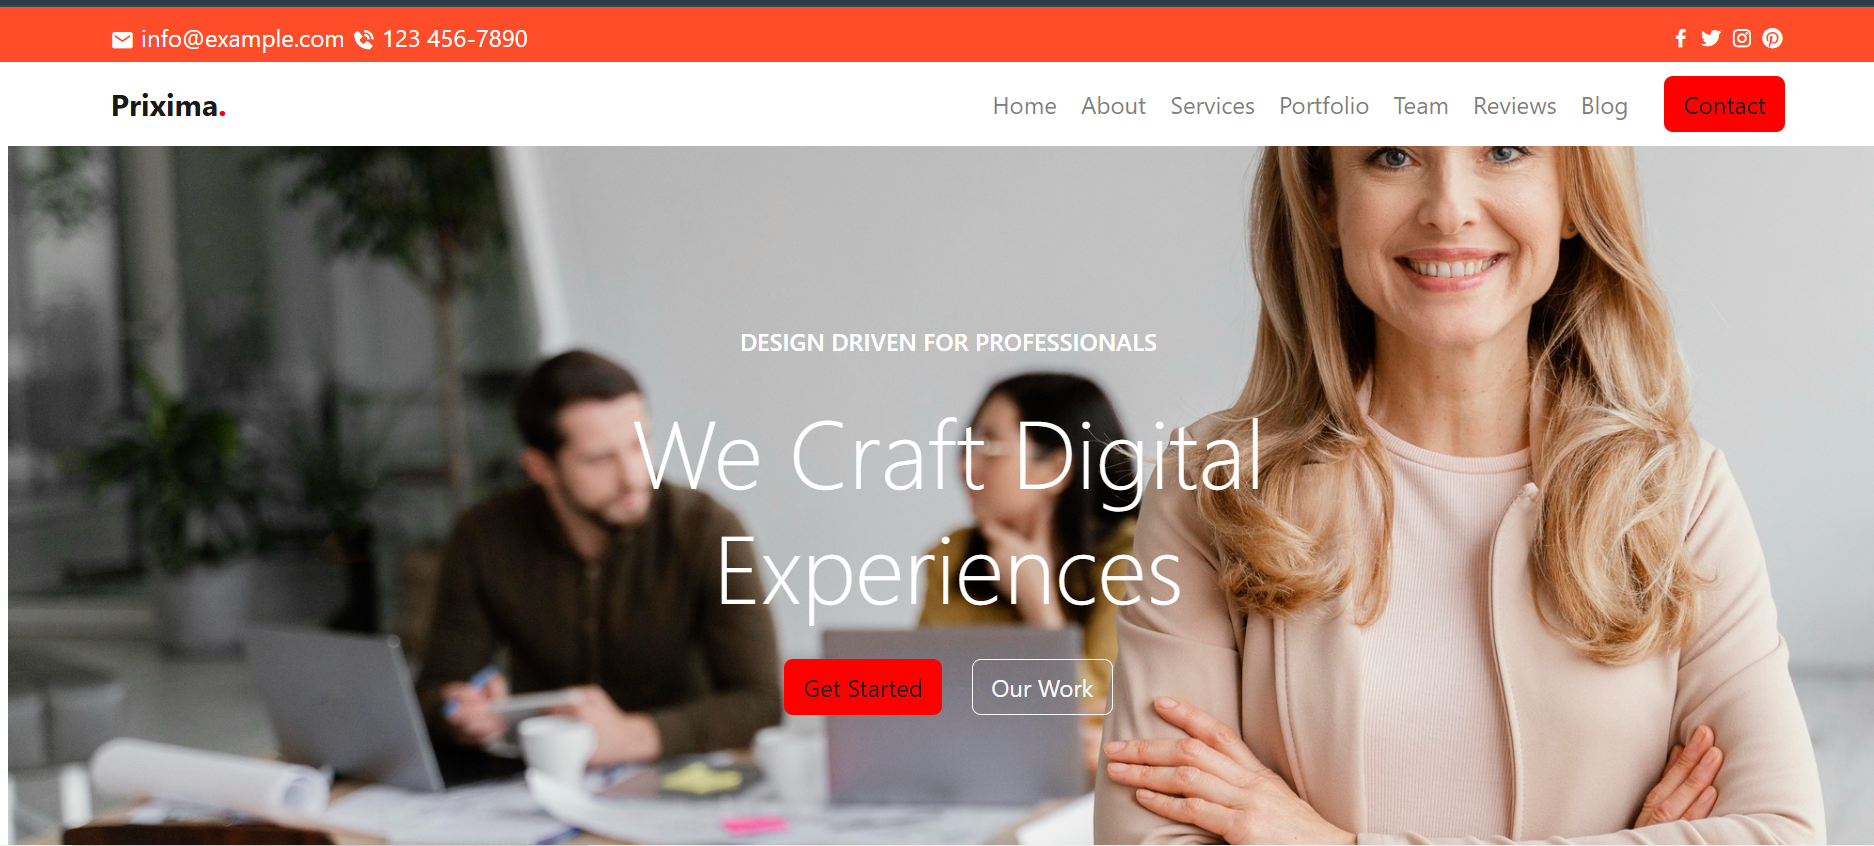 info@example.com 123 456-7890
Prixima.
Home About Services Portfolio Team Reviews Blog Contact
DESIGN DRIVEN FOR PROFESSIONALS
We Craft Digital
Experiences
Get Started Our Work